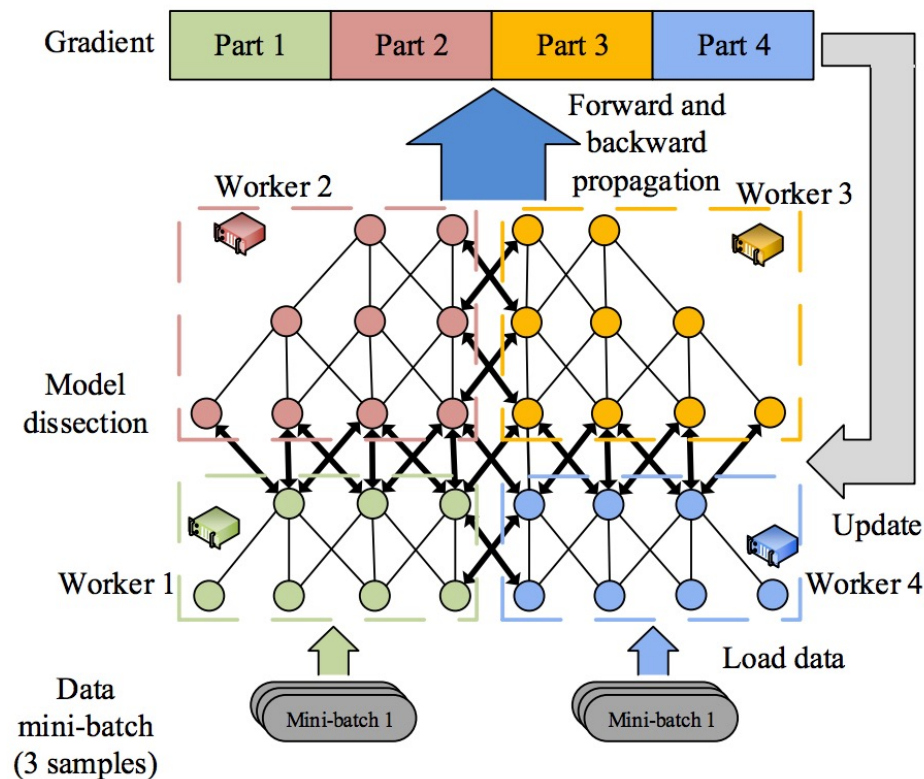 Gradient
Part 1
Part 2
Part 3
Part 4
Forward and
backward
propagation
Worker 2
Worker 3
Model
dissection
Update
Worker 1
Worker 4
Load data
Data
mini-batch
(3 samples)
Mini-batch 1
Mini-batch 1